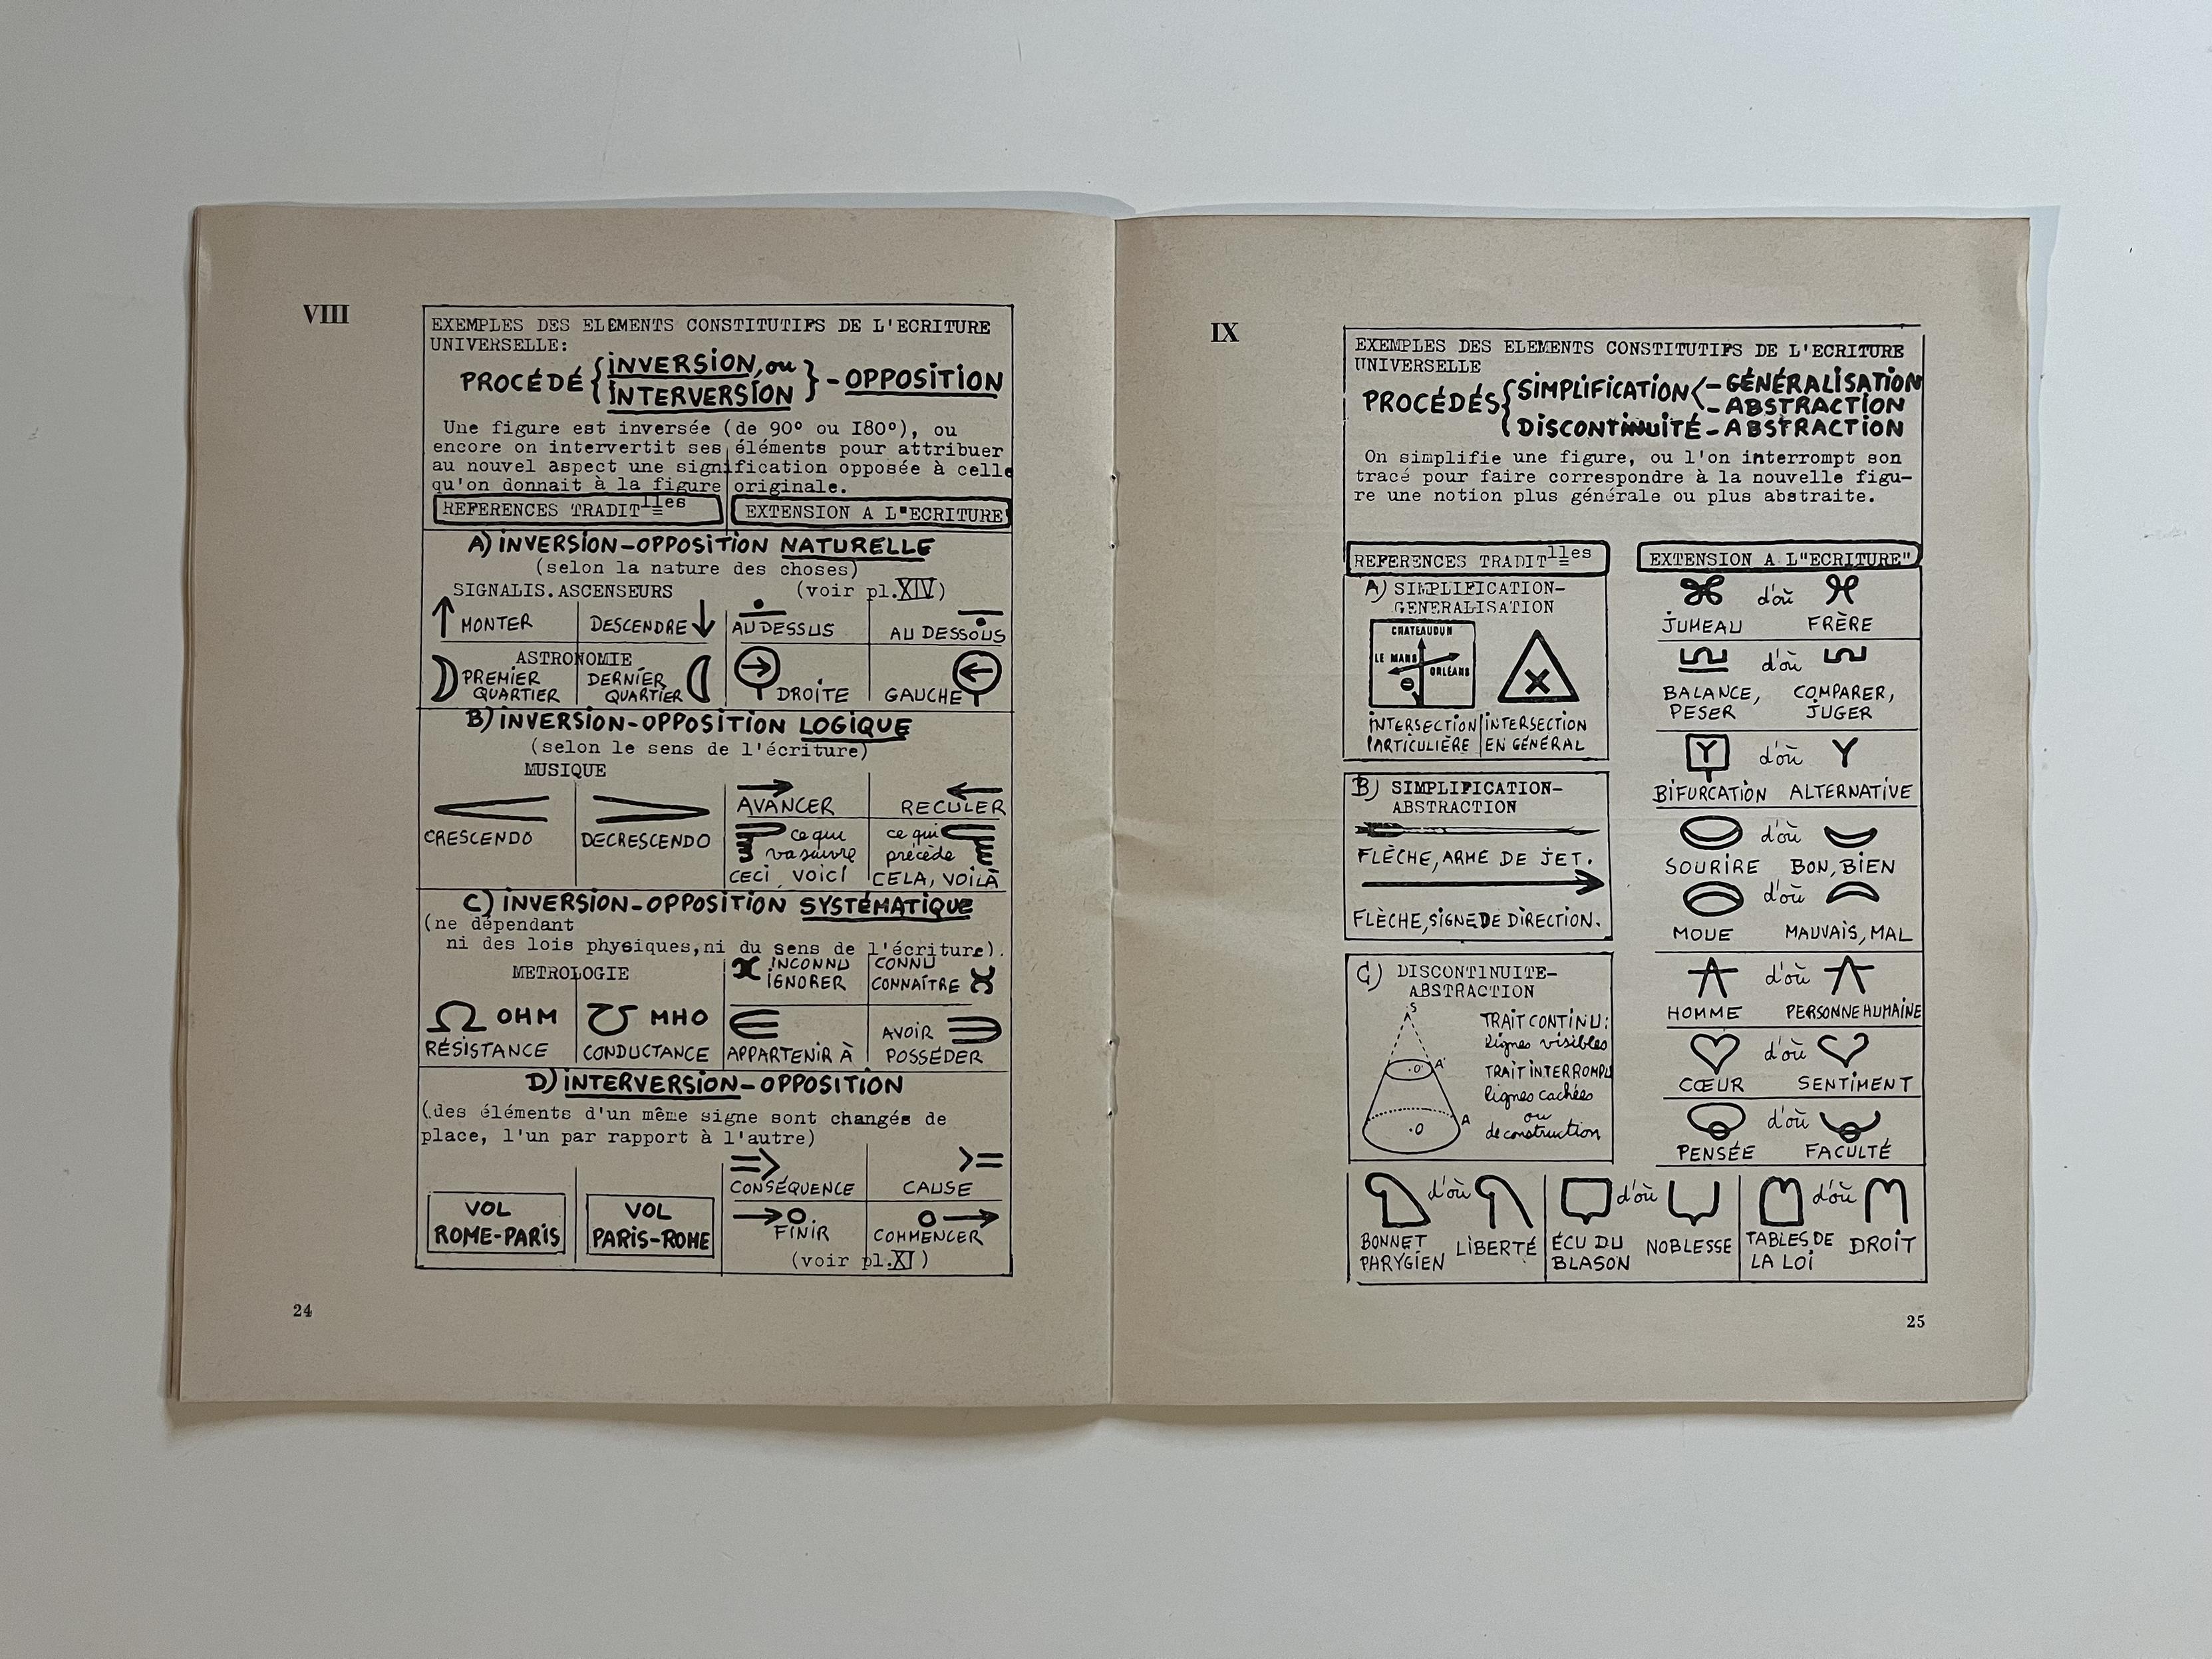 VIII
EXEMPLES DES ELEMENTS CONSTITUTIFS DE L'ECRITURE
UNIVERSELLE:
PROCÉDÉ { INVERSION, ou
INTERVERSION } - OPPOSITION
Une figure est inversée (de 90° ou I80°), ou
encore on intervertit ses éléments pour attribuer
au nouvel aspect une signification opposée à celle
qu'on donnait à la figure originale.
REFERENCES TRADITlles
EXTENSION A L"ECRITURE
A) INVERSION-OPPOSITION NATURELLE
(selon la nature des choses)
SIGNALIS. ASCENSEURS
(voir pl.XIV)
↑ MONTER
DESCENDRE ↓
AU DESSUS
AU DESSOUS
ASTRONOMIE
PREMIER
QUARTIER
DERNIER
QUARTIER
→ DROITE
GAUCHE ←
B) INVERSION-OPPOSITION LOGIQUE
(selon le sens de l'écriture)
MUSIQUE
CRESCENDO
DECRESCENDO
→
AVANCER
←
RECULER
ce qui
va suivre
CECI, VOICI
ce qui
précède
CELA, VOILÀ
C) INVERSION-OPPOSITION SYSTÉMATIQUE
(ne dépendant
ni des lois physiques, ni du sens de l'écriture).
METROLOGIE
INCONNU
IGNORER
CONNU
CONNAÎTRE
Ω OHM
RÉSISTANCE
℧ MHO
CONDUCTANCE
APPARTENIR À
AVOIR
POSSÉDER
D) INTERVERSION-OPPOSITION
(des éléments d'un même signe sont changés de
place, l'un par rapport à l'autre)
VOL
ROME-PARIS
VOL
PARIS-ROME
=>
CONSÉQUENCE
>=
CAUSE
→o
FINIR
o→
COMMENCER
(voir pl.XI)
24
IX
EXEMPLES DES ELEMENTS CONSTITUTIFS DE L'ECRITURE
UNIVERSELLE
PROCÉDÉS { SIMPLIFICATION < -GÉNÉRALISATION
-ABSTRACTION
DISCONTINUITÉ-ABSTRACTION
On simplifie une figure, ou l'on interrompt son
tracé pour faire correspondre à la nouvelle figu-
re une notion plus générale ou plus abstraite.
REFERENCES TRADITlles
EXTENSION A L"ECRITURE"
A) SIMPLIFICATION-
GENERALISATION
CHATEAUDUN
LE MANS
ORLÉANS
INTERSECTION
PARTICULIÈRE
INTERSECTION
EN GÉNÉRAL
B) SIMPLIFICATION-
ABSTRACTION
FLÈCHE, ARME DE JET.
FLÈCHE, SIGNE DE DIRECTION.
C) DISCONTINUITE-
ABSTRACTION
S
O'
A'
O
A
TRAIT CONTINU:
lignes visibles
TRAIT INTERROMPU
lignes cachées
ou
de construction
d'où
JUMEAU FRÈRE
d'où
BALANCE,
PESER
COMPARER,
JUGER
Y d'où Y
BIFURCATION ALTERNATIVE
d'où
SOURIRE BON, BIEN
d'où
MOUE MAUVAIS, MAL
d'où
HOMME PERSONNE HUMAINE
d'où
CŒUR SENTIMENT
d'où
PENSÉE FACULTÉ
d'où
BONNET
PHRYGIEN
LIBERTÉ
d'où
ÉCU DU
BLASON
NOBLESSE
d'où
TABLES DE
LA LOI
DROIT
25